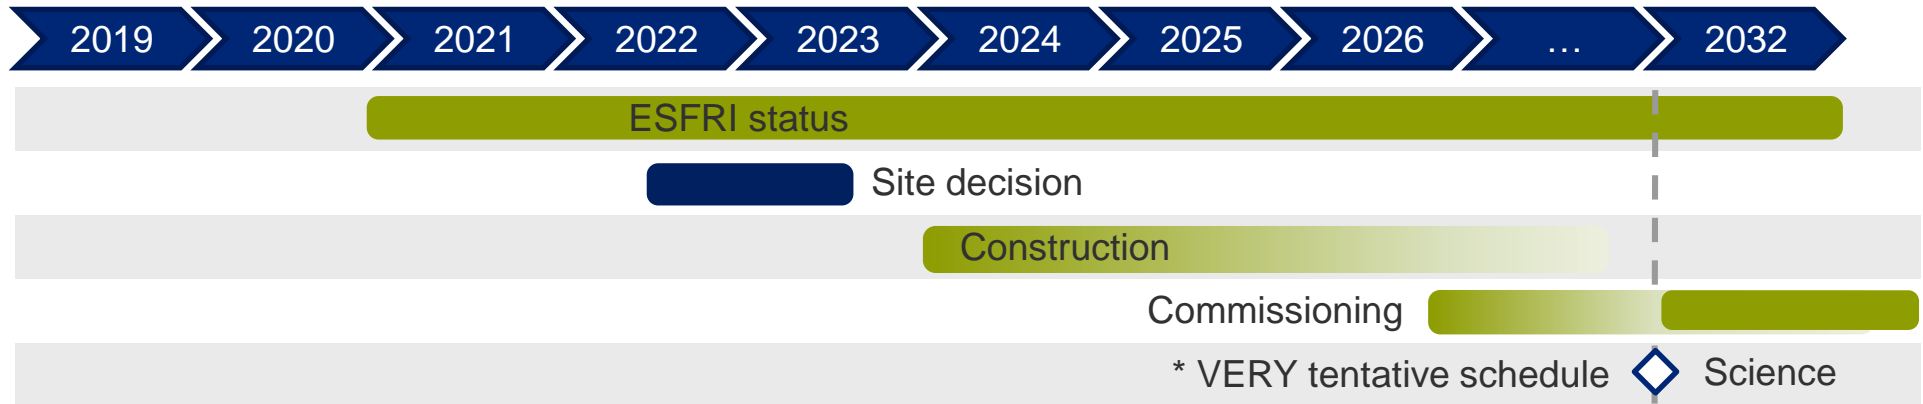 2019 2020 2021 2022 2023 2024 2025 2026 … 2032
ESFRI status
Site decision
Construction
Commissioning
* VERY tentative schedule Science